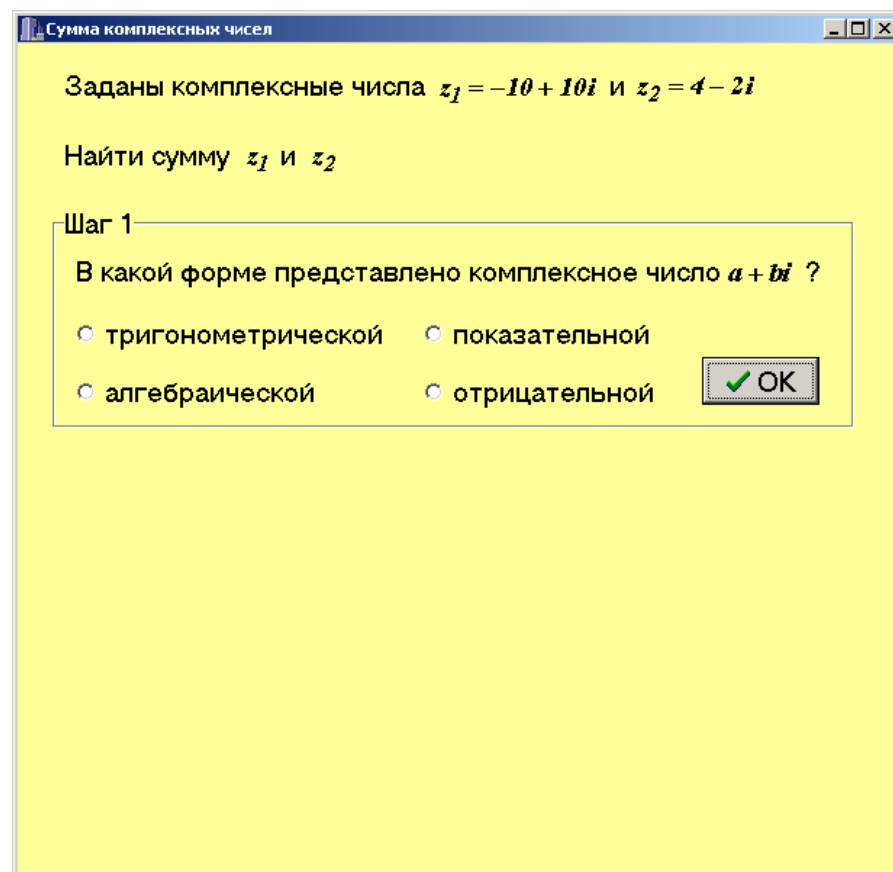 Сумма комплексных чисел
Заданы комплексные числа z₁ = –10 + 10i и z₂ = 4 – 2i
Найти сумму z₁ и z₂
Шаг 1
В какой форме представлено комплексное число a + bi ?
тригонометрической показательной
алгебраической отрицательной
OK